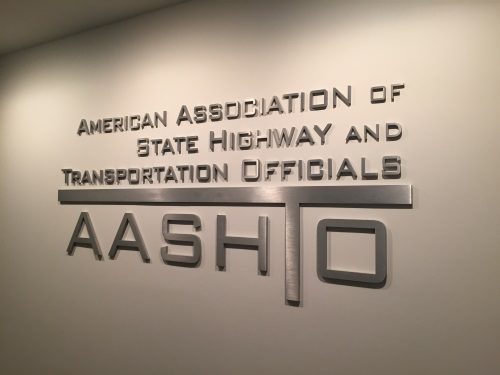 American Association of
State Highway and
Transportation Officials
AASHTO